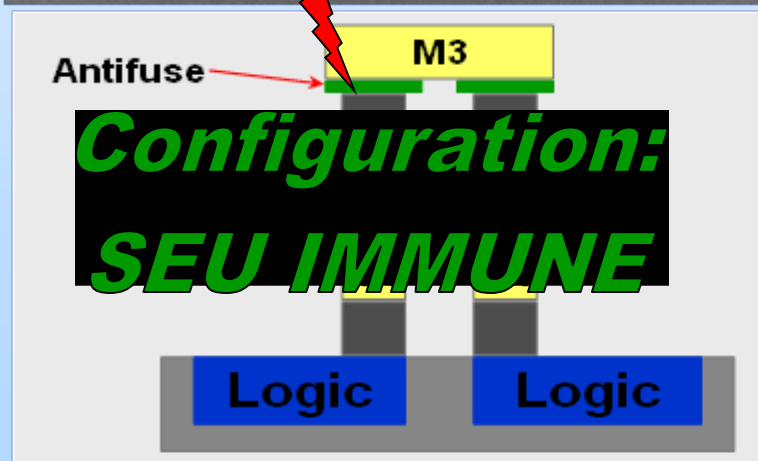 M3
Antifuse
Configuration:
SEU IMMUNE
Logic Logic